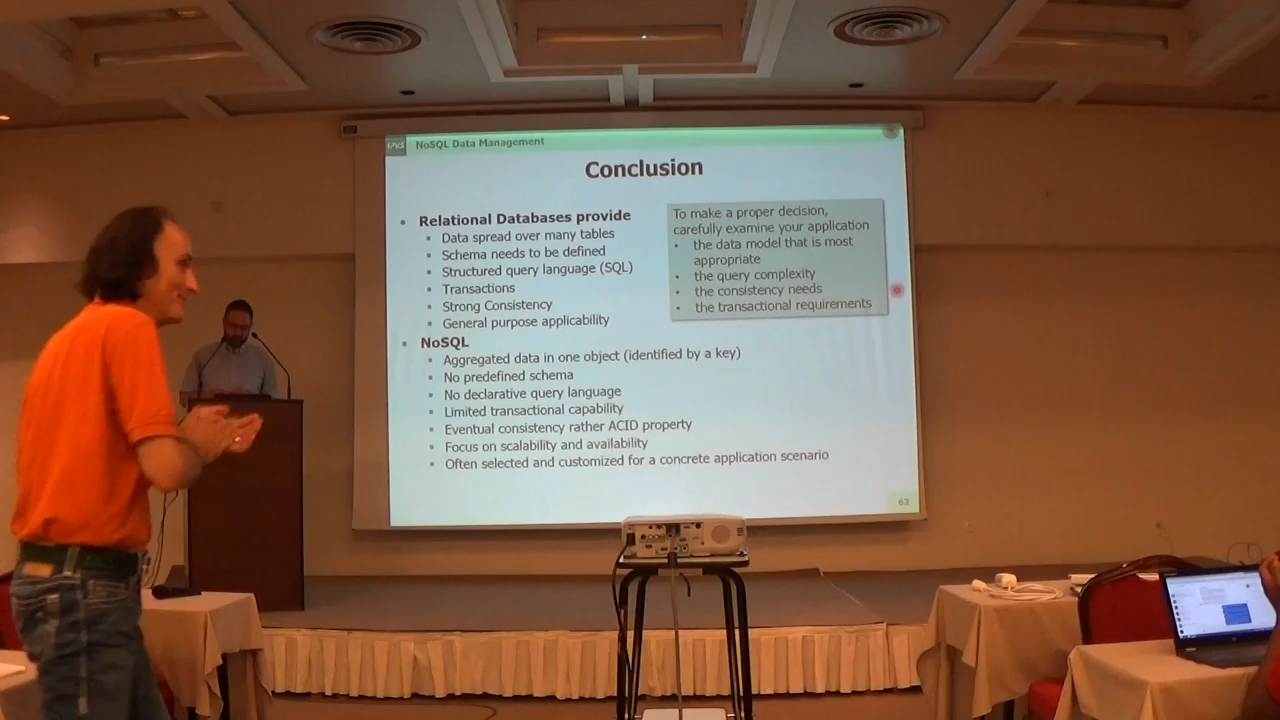 IPVS
NoSQL Data Management
Conclusion
• Relational Databases provide
▪ Data spread over many tables
▪ Schema needs to be defined
▪ Structured query language (SQL)
▪ Transactions
▪ Strong Consistency
▪ General purpose applicability
• NoSQL
▪ Aggregated data in one object (identified by a key)
▪ No predefined schema
▪ No declarative query language
▪ Limited transactional capability
▪ Eventual consistency rather ACID property
▪ Focus on scalability and availability
▪ Often selected and customized for a concrete application scenario
To make a proper decision,
carefully examine your application
• the data model that is most
appropriate
• the query complexity
• the consistency needs
• the transactional requirements
62